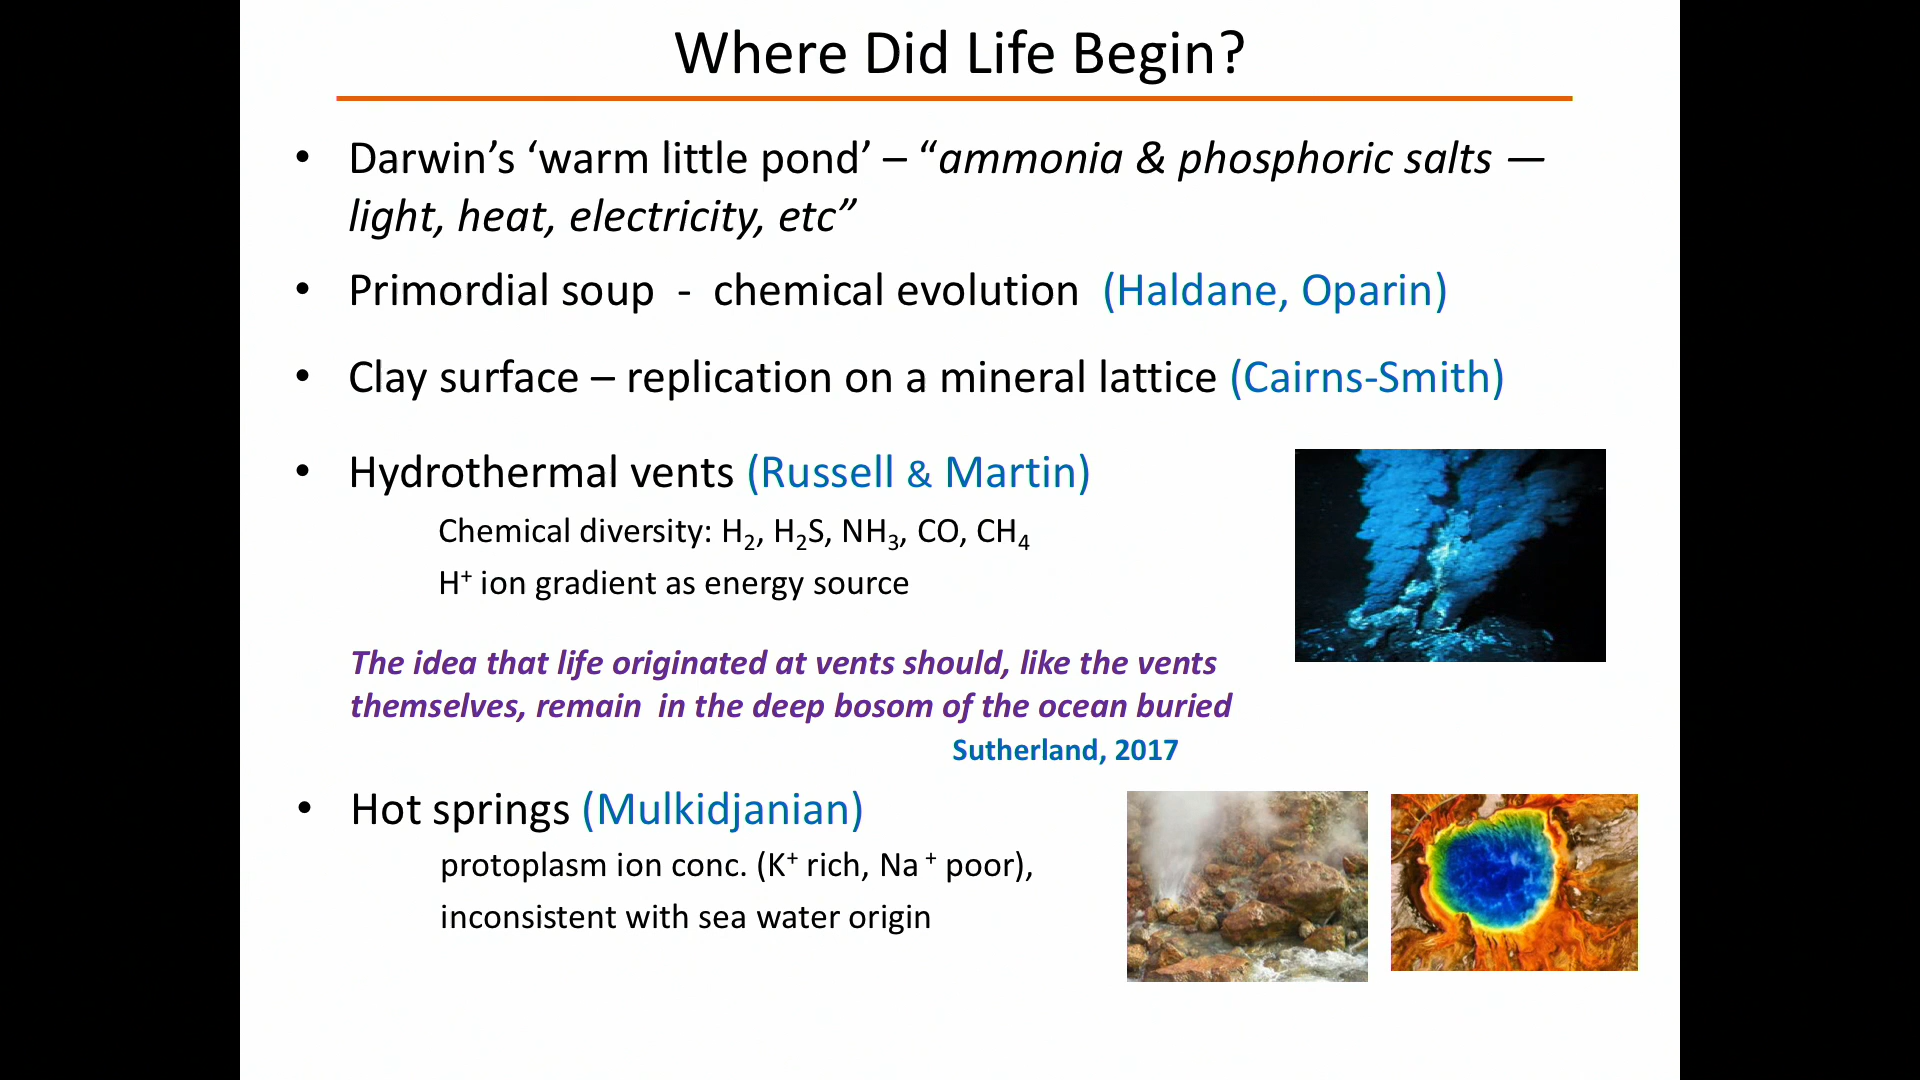 Where Did Life Begin?
• Darwin’s ‘warm little pond’ – “ammonia & phosphoric salts —
light, heat, electricity, etc”
• Primordial soup - chemical evolution (Haldane, Oparin)
• Clay surface – replication on a mineral lattice (Cairns-Smith)
• Hydrothermal vents (Russell & Martin)
Chemical diversity: H₂, H₂S, NH₃, CO, CH₄
H⁺ ion gradient as energy source
The idea that life originated at vents should, like the vents
themselves, remain in the deep bosom of the ocean buried
Sutherland, 2017
• Hot springs (Mulkidjanian)
protoplasm ion conc. (K⁺ rich, Na ⁺ poor),
inconsistent with sea water origin